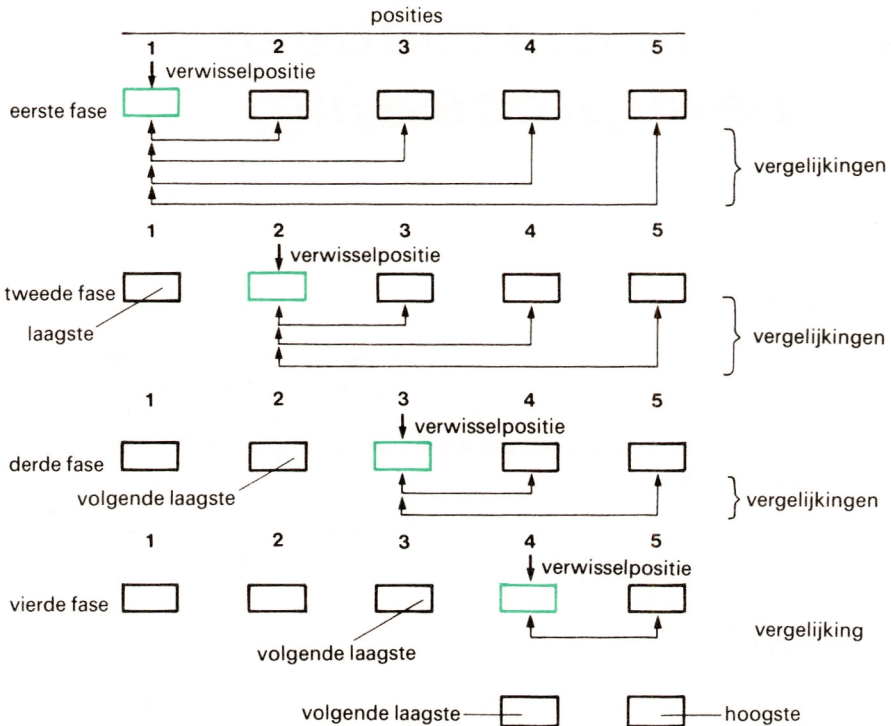 posities
1 2 3 4 5
verwisselpositie
eerste fase
vergelijkingen
1 2 3 4 5
verwisselpositie
tweede fase
laagste
vergelijkingen
1 2 3 4 5
verwisselpositie
derde fase
volgende laagste
vergelijkingen
1 2 3 4 5
verwisselpositie
vierde fase
vergelijking
volgende laagste
volgende laagste hoogste